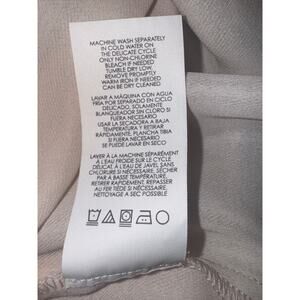 MACHINE WASH SEPARATELY
IN COLD WATER ON
THE DELICATE CYCLE
ONLY NON-CHLORINE
BLEACH IF NEEDED
TUMBLE DRY LOW,
REMOVE PROMPTLY
WARM IRON IF NEEDED
CAN BE DRY CLEANED
LAVAR A MÁQUINA CON AGUA
FRÍA POR SEPARADO EN CICLO
DELICADO, SOLAMENTE
BLANQUEADOR SIN CLORO SI
FUERA NECESARIO
USAR LA SECADORA A BAJA
TEMPERATURA Y RETIRAR
RÁPIDAMENTE, PLANCHA TIBIA
SI FUERA NECESARIO
SE PUEDE LAVAR EN SECO
LAVER À LA MACHINE SÉPARÉMENT
À L'EAU FROIDE SUR LE CYCLE
DÉLICAT, À L'EAU DE JAVEL SANS
CHLORURE SI NÉCESSAIRE, SÉCHER
PAR À BASSE TEMPÉRATURE,
RETIRER RAPIDEMENT, REPASSER
AU FER TIÈDE SI NÉCESSAIRE,
NETTOYAGE A SEC POSSIBLE